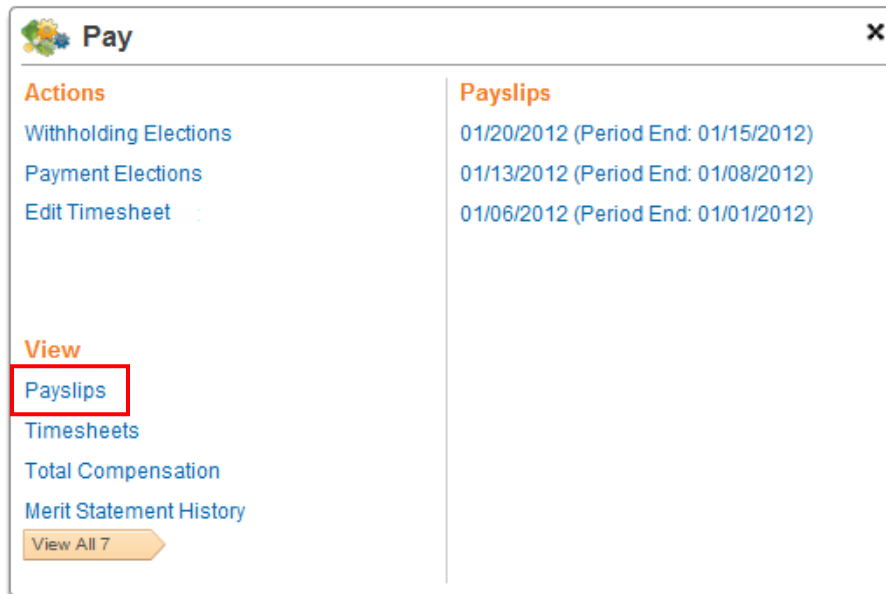 Pay
Actions
Withholding Elections
Payment Elections
Edit Timesheet
View
Payslips
Timesheets
Total Compensation
Merit Statement History
View All 7
Payslips
01/20/2012 (Period End: 01/15/2012)
01/13/2012 (Period End: 01/08/2012)
01/06/2012 (Period End: 01/01/2012)